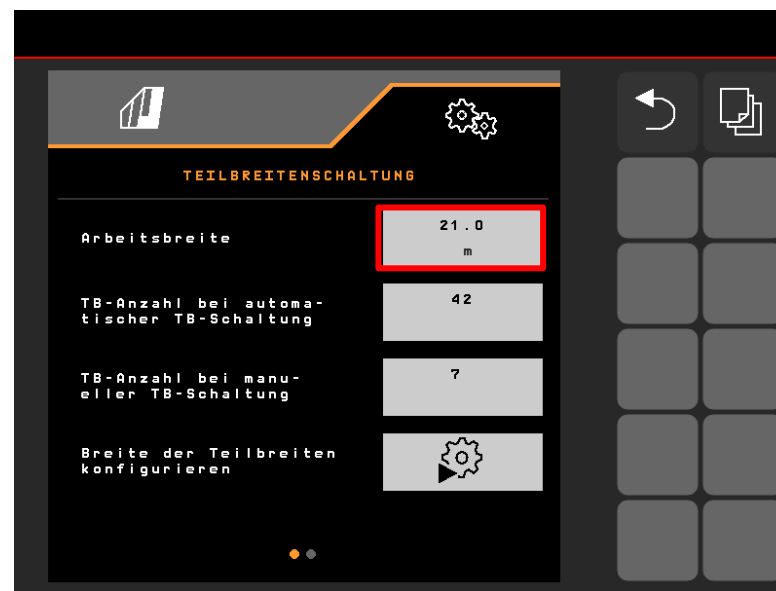 TEILBREITENSCHALTUNG
Arbeitsbreite
21.0
m
TB-Anzahl bei automa-
tischer TB-Schaltung
42
TB-Anzahl bei manu-
eller TB-Schaltung
7
Breite der Teilbreiten
konfigurieren